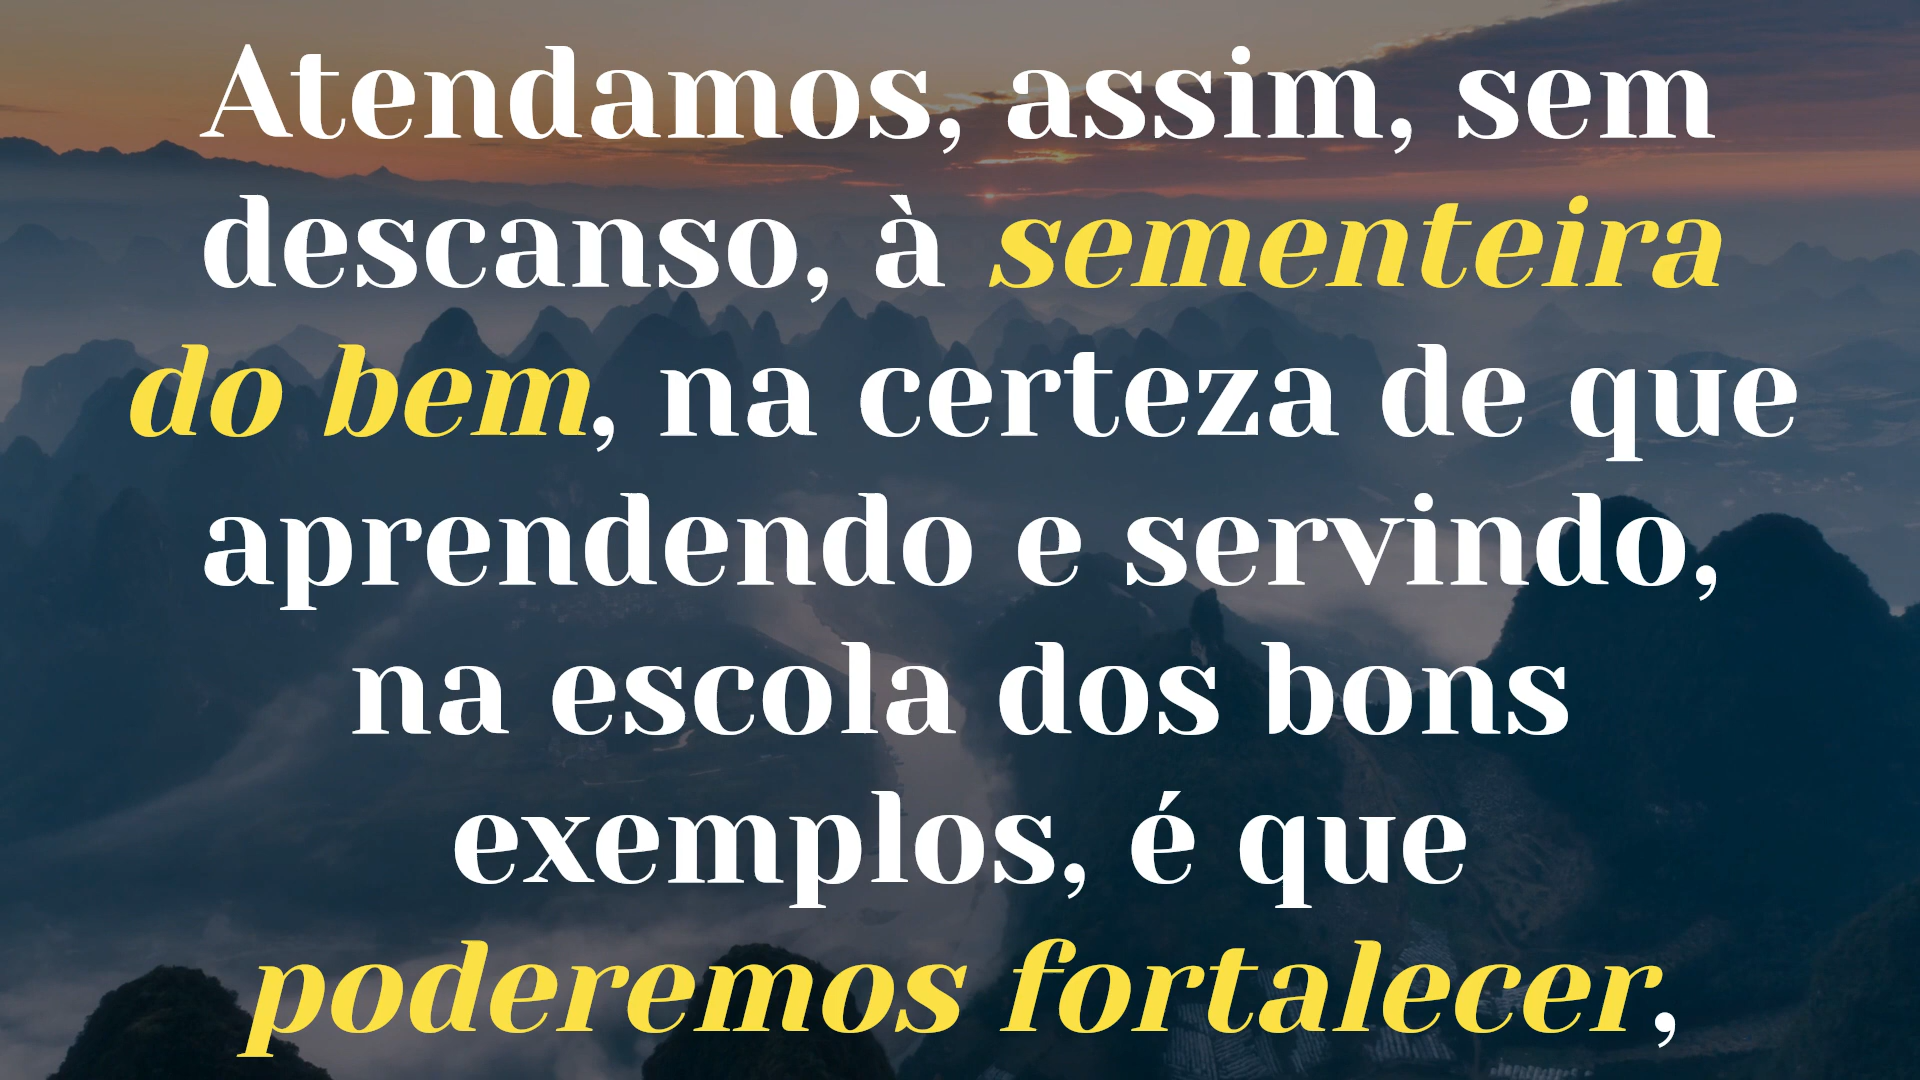 Atendamos, assim, sem
descanso, à sementeira
do bem, na certeza de que
aprendendo e servindo,
na escola dos bons
exemplos, é que
poderemos fortalecer,